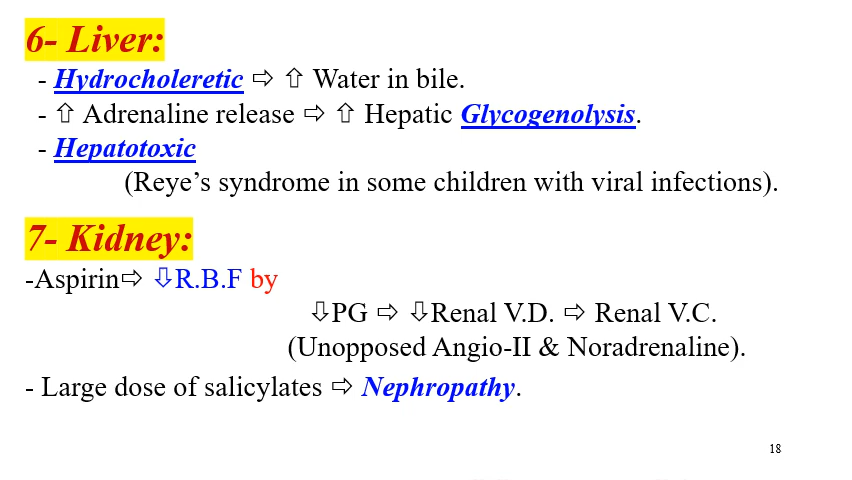 6- Liver:
- Hydrocholeretic ⇨ ⇧ Water in bile.
- ⇧ Adrenaline release ⇨ ⇧ Hepatic Glycogenolysis.
- Hepatotoxic
(Reye’s syndrome in some children with viral infections).
7- Kidney:
-Aspirin⇨ ⇩R.B.F by
⇩PG ⇨ ⇩Renal V.D. ⇨ Renal V.C.
(Unopposed Angio-II & Noradrenaline).
- Large dose of salicylates ⇨ Nephropathy.
18